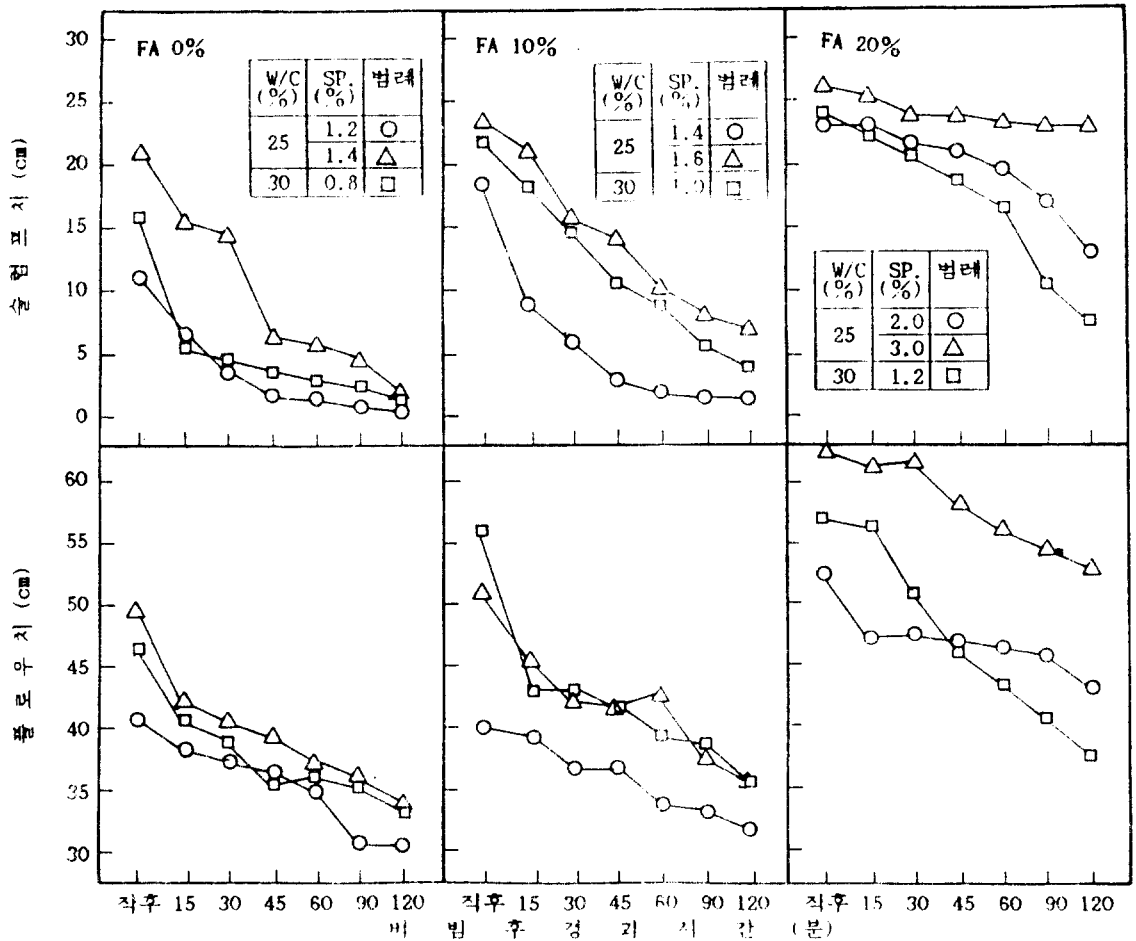 FA 0%
W/C (%) SP. (%) 범례
25 1.2 ○
1.4 △
30 0.8 □
FA 10%
W/C (%) SP. (%) 범례
25 1.4 ○
1.6 △
30 1.0 □
FA 20%
W/C (%) SP. (%) 범례
25 2.0 ○
3.0 △
30 1.2 □
슬럼프치 (cm)
30
25
20
15
10
5
0
플로우치 (cm)
60
55
50
45
40
35
30
직후 15 30 45 60 90 120 직후 15 30 45 60 90 120 직후 15 30 45 60 90 120
비빔후경과시간 (분)